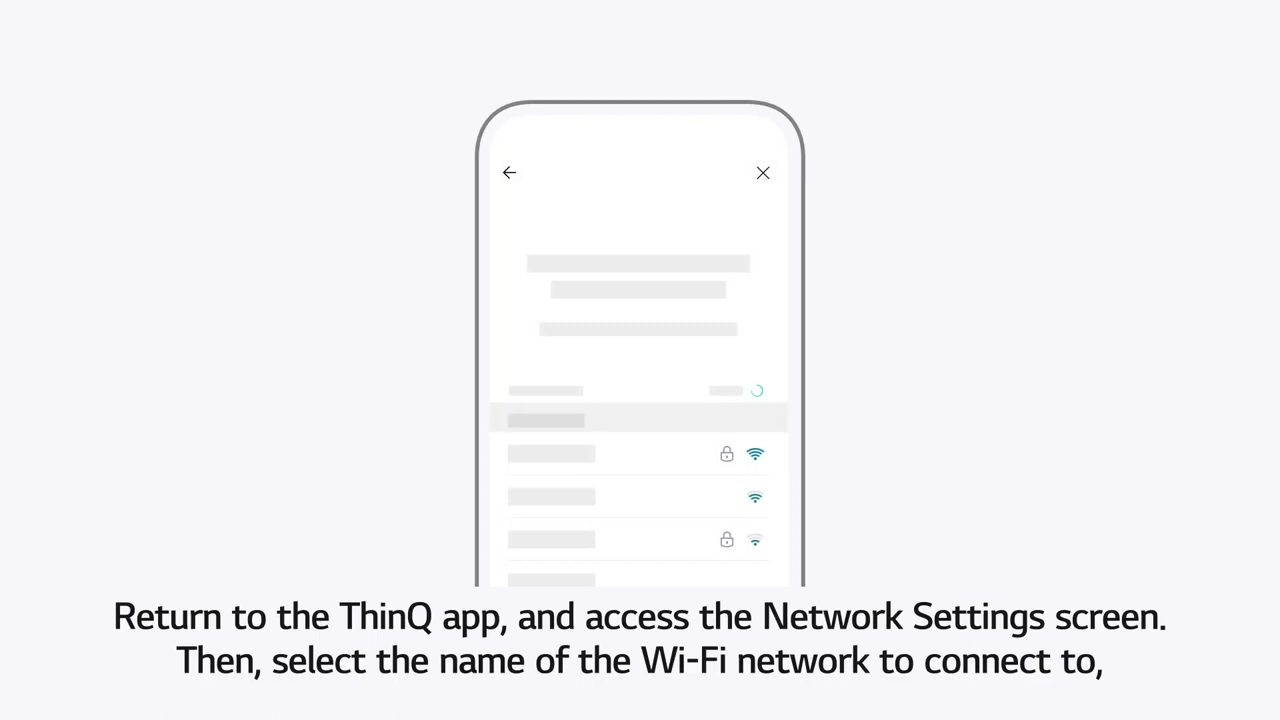 Return to the ThinQ app, and access the Network Settings screen.
Then, select the name of the Wi-Fi network to connect to,